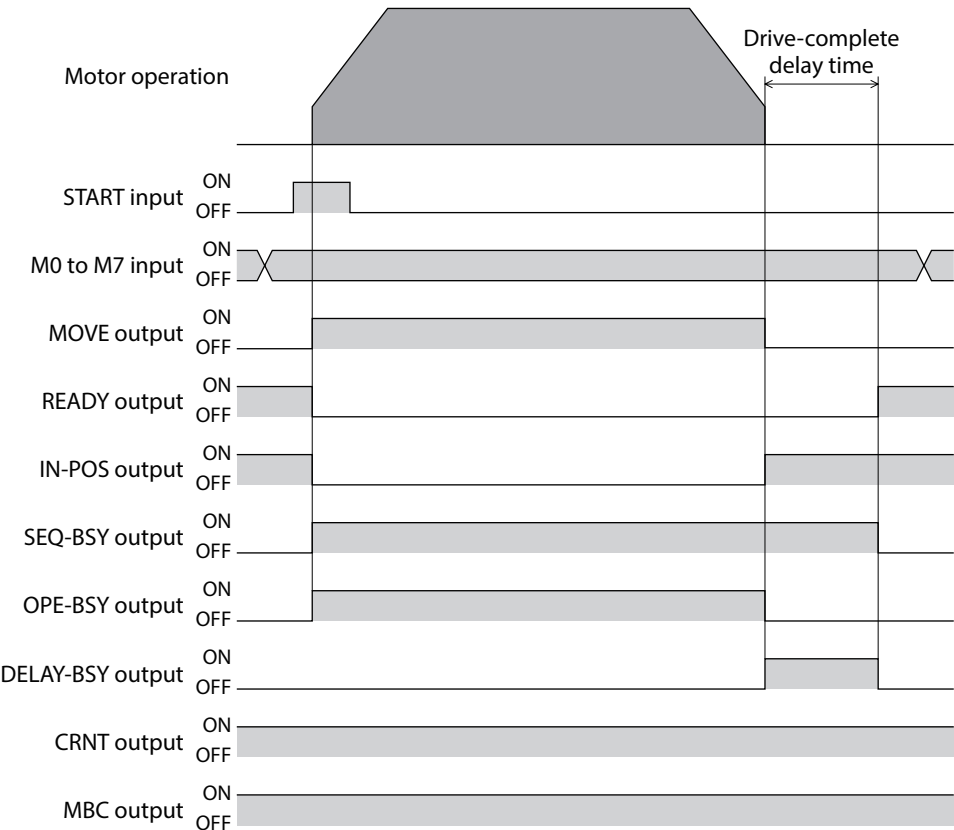 Drive-complete
delay time
Motor operation
START input
ON
OFF
M0 to M7 input
ON
OFF
MOVE output
ON
OFF
READY output
ON
OFF
IN-POS output
ON
OFF
SEQ-BSY output
ON
OFF
OPE-BSY output
ON
OFF
DELAY-BSY output
ON
OFF
CRNT output
ON
OFF
MBC output
ON
OFF